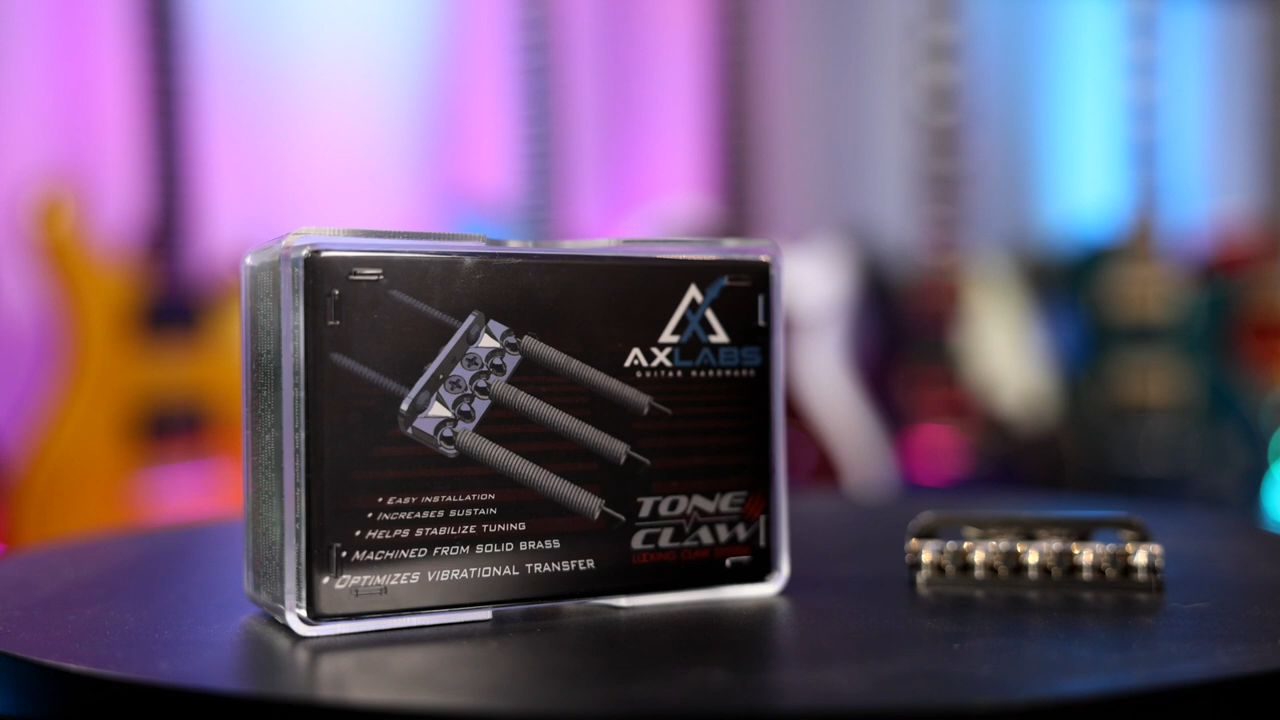 AXLABS
GUITAR HARDWARE
• EASY INSTALLATION
• INCREASES SUSTAIN
• HELPS STABILIZE TUNING
• MACHINED FROM SOLID BRASS
• OPTIMIZES VIBRATIONAL TRANSFER
TONE
CLAW
LOCKING CLAW